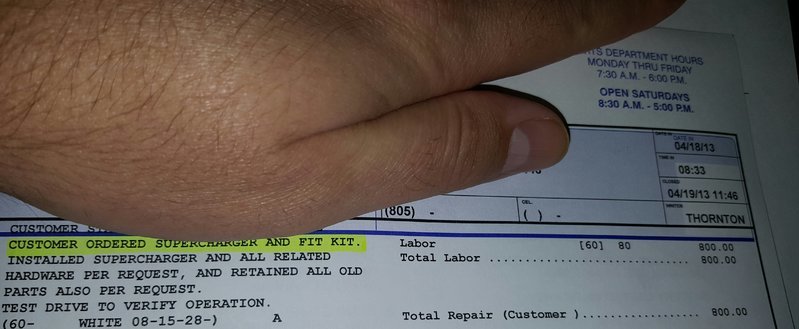 PARTS DEPARTMENT HOURS
MONDAY THRU FRIDAY
7:30 A.M. - 6:00 P.M.
OPEN SATURDAYS
8:30 A.M. - 5:00 P.M.
DATE IN
04/18/13
TIME IN
08:33
CLOSED
04/19/13 11:46
WRITER
THORNTON
(805) -
CEL.
( ) -
CUSTOMER
CUSTOMER ORDERED SUPERCHARGER AND FIT KIT.
INSTALLED SUPERCHARGER AND ALL RELATED
HARDWARE PER REQUEST, AND RETAINED ALL OLD
PARTS ALSO PER REQUEST.
TEST DRIVE TO VERIFY OPERATION.
(60- WHITE 08-15-28-) A
Labor [60] 80 800.00
Total Labor ........................... 800.00
Total Repair (Customer )............... 800.00